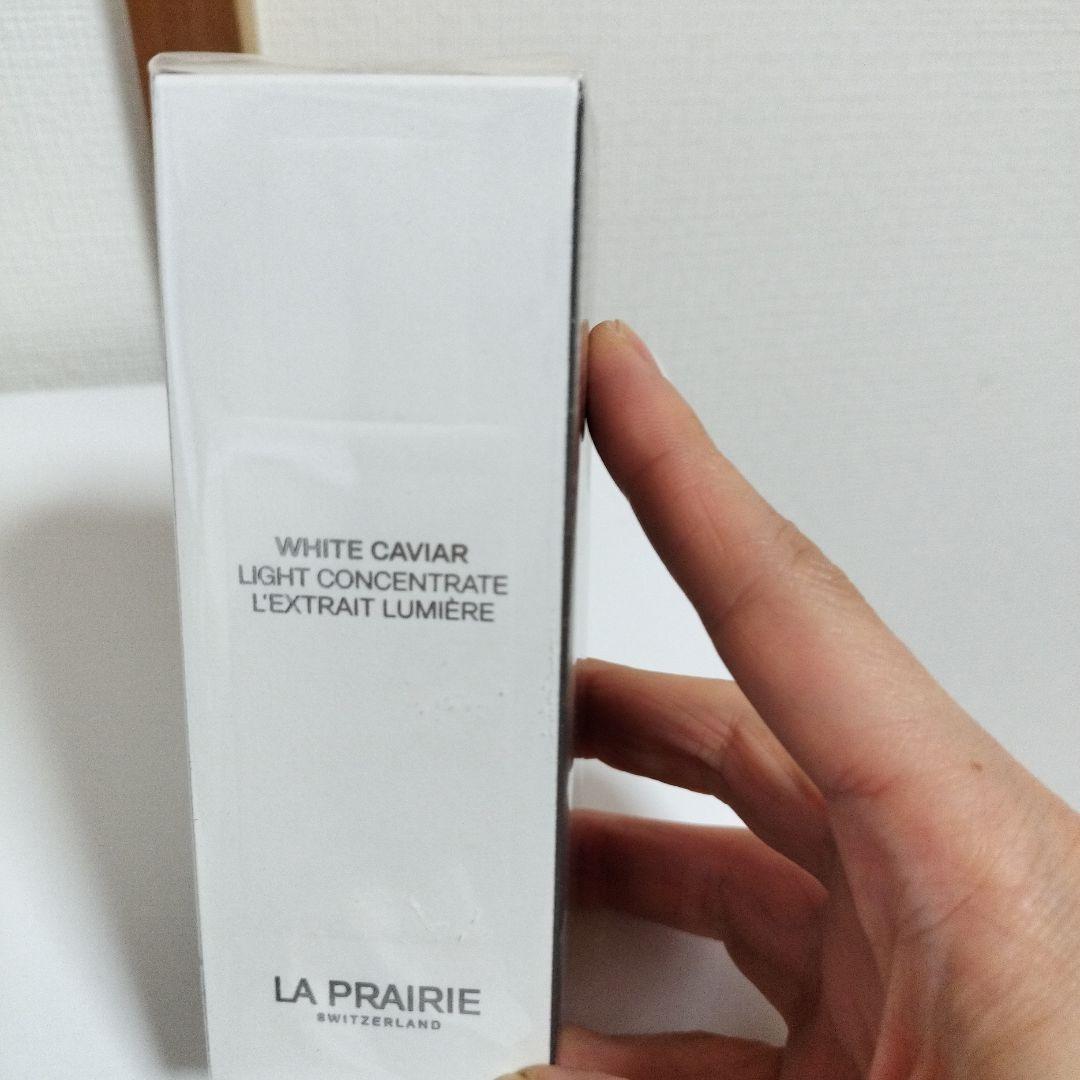 WHITE CAVIAR
LIGHT CONCENTRATE
L'EXTRAIT LUMIÈRE
LA PRAIRIE
SWITZERLAND